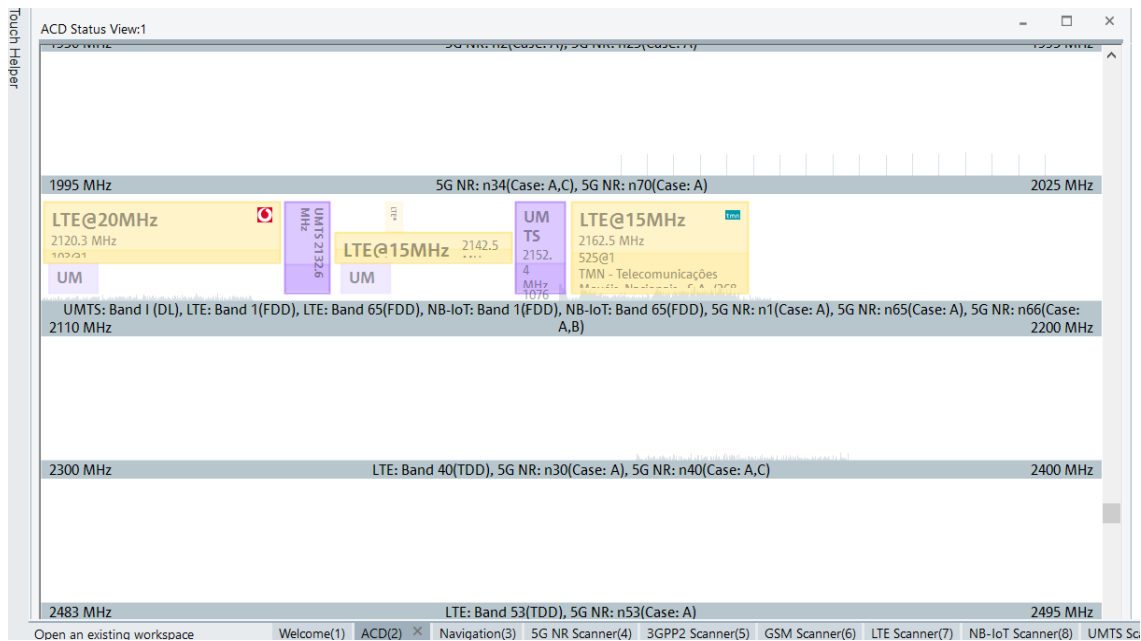 Touch Helper
ACD Status View:1
1995 MHz 5G NR: n34(Case: A,C), 5G NR: n70(Case: A) 2025 MHz
LTE@20MHz
2120.3 MHz
UM
UMTS 2132.6
MHz
LTE*
LTE@15MHz 2142.5
UM
UM
TS
2152.
4
MHz
1076
LTE@15MHz tmn
2162.5 MHz
525@1
TMN - Telecomunicações
UMTS: Band I (DL), LTE: Band 1(FDD), LTE: Band 65(FDD), NB-IoT: Band 1(FDD), NB-IoT: Band 65(FDD), 5G NR: n1(Case: A), 5G NR: n65(Case: A), 5G NR: n66(Case:
2110 MHz A,B) 2200 MHz
2300 MHz LTE: Band 40(TDD), 5G NR: n30(Case: A), 5G NR: n40(Case: A,C) 2400 MHz
2483 MHz LTE: Band 53(TDD), 5G NR: n53(Case: A) 2495 MHz
Open an existing workspace Welcome(1) ACD(2) Navigation(3) 5G NR Scanner(4) 3GPP2 Scanner(5) GSM Scanner(6) LTE Scanner(7) NB-IoT Scanner(8) UMTS Sc